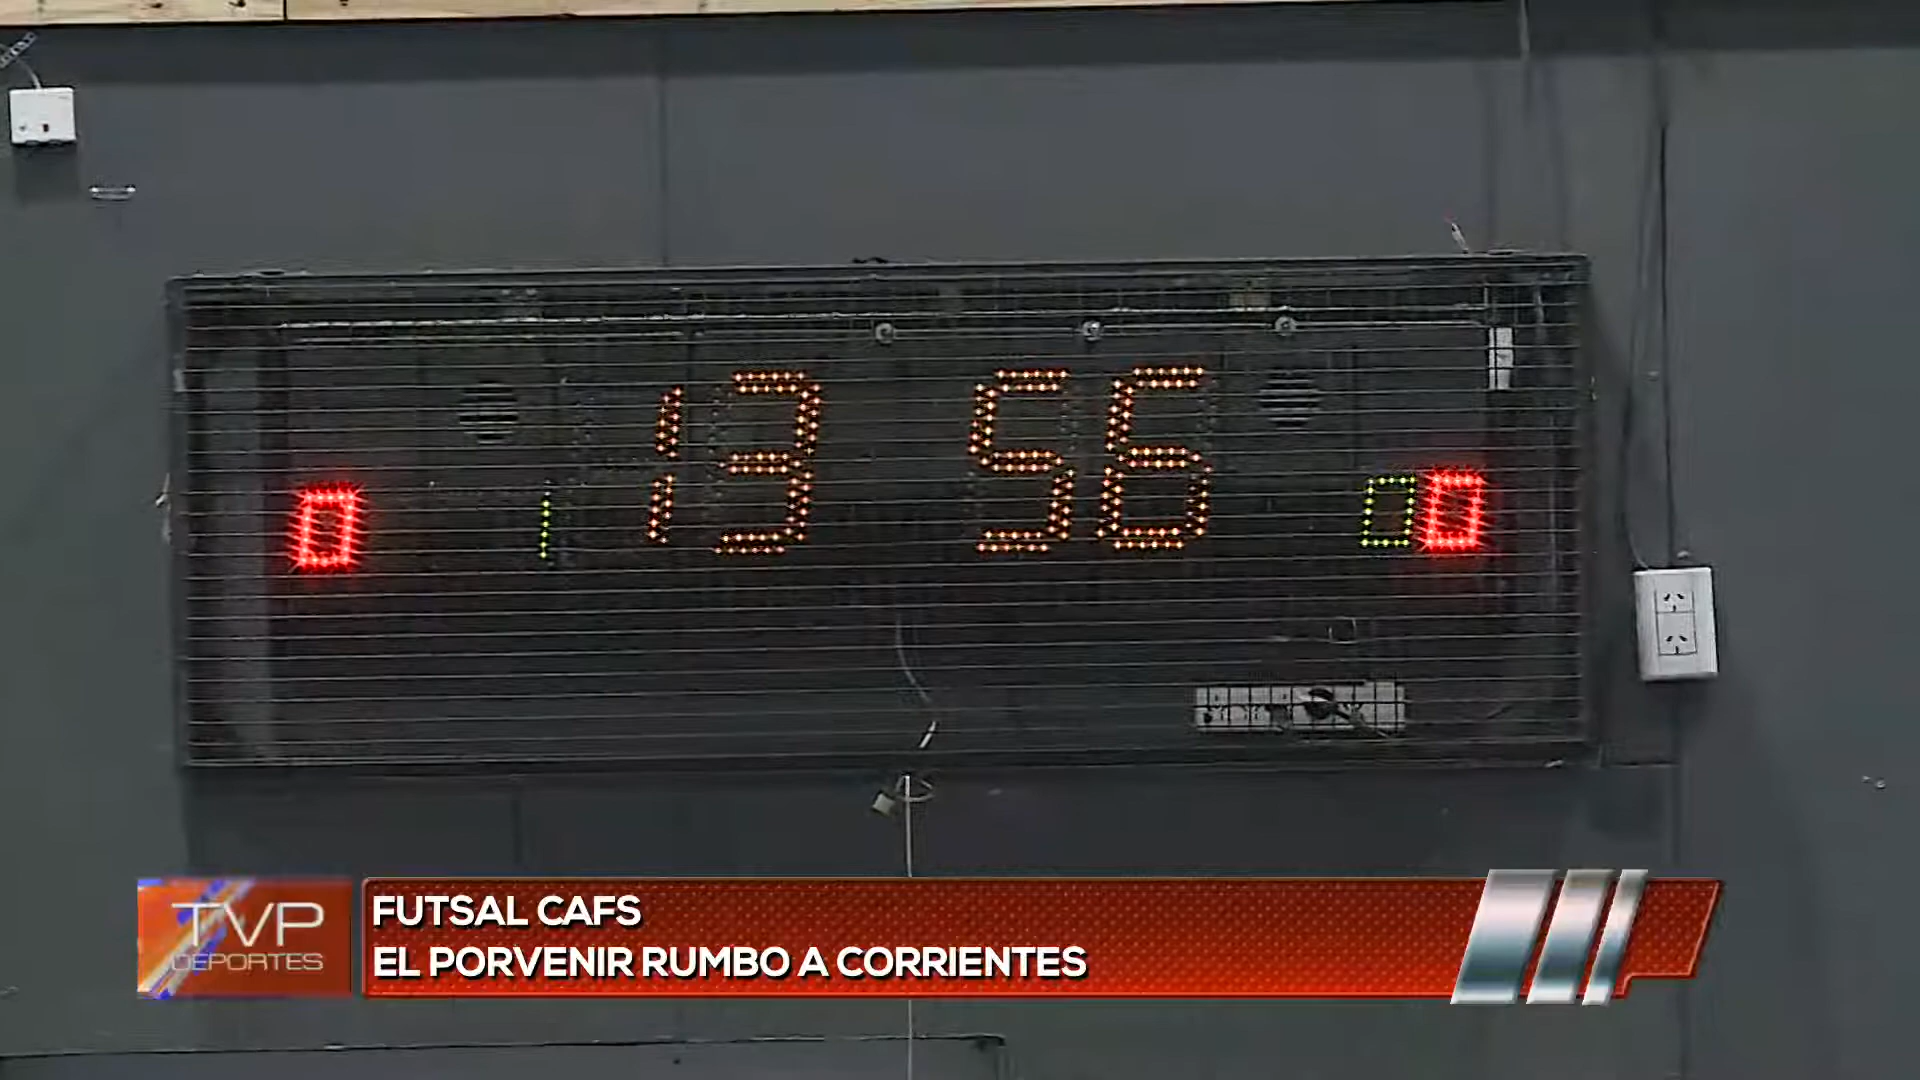 13 56
0 1 0 0
TVP
DEPORTES
FUTSAL CAFS
EL PORVENIR RUMBO A CORRIENTES